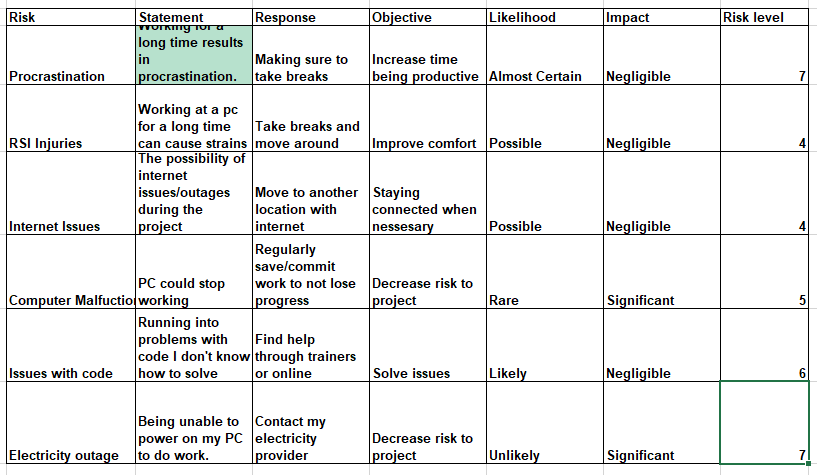 Risk
Statement
Response
Objective
Likelihood
Impact
Risk level
Procrastination
Working for a
long time results
in
procrastination.
Making sure to
take breaks
Increase time
being productive
Almost Certain
Negligible
7
RSI Injuries
Working at a pc
for a long time
can cause strains
Take breaks and
move around
Improve comfort
Possible
Negligible
4
Internet Issues
The possibility of
internet
issues/outages
during the
project
Move to another
location with
internet
Staying
connected when
nessesary
Possible
Negligible
4
Computer Malfuction
PC could stop
working
Regularly
save/commit
work to not lose
progress
Decrease risk to
project
Rare
Significant
5
Issues with code
Running into
problems with
code I don't know
how to solve
Find help
through trainers
or online
Solve issues
Likely
Negligible
6
Electricity outage
Being unable to
power on my PC
to do work.
Contact my
electricity
provider
Decrease risk to
project
Unlikely
Significant
7